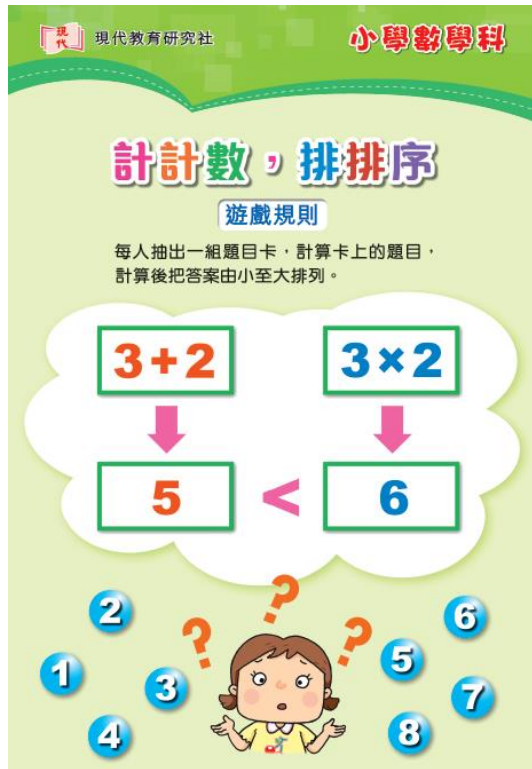 現代
現代教育研究社
小學數學科
計計數，排排序
遊戲規則
每人抽出一組題目卡，計算卡上的題目，
計算後把答案由小至大排列。
3+2
3×2
5 < 6
? ? ?
2
1
3
4
6
5
7
8